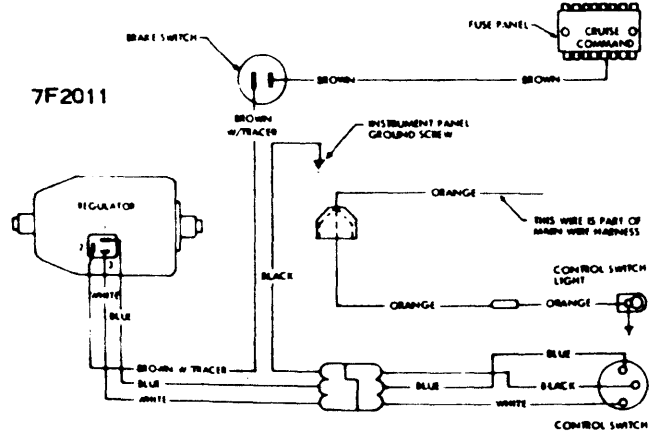 BRAKE SWITCH
FUSE PANEL
CRUISE
COMMAND
BROWN
BROWN
7F2011
BROWN
W/TRACER
INSTRUMENT PANEL
GROUND SCREW
ORANGE
REGULATOR
THIS WIRE IS PART OF
MAIN WIRE HARNESS
2
3
BLACK
CONTROL SWITCH
LIGHT
WHITE
BLUE
ORANGE
ORANGE
BROWN W TRACER
BLUE
BLUE
BLUE
BLACK
WHITE
WHITE
CONTROL SWITCH